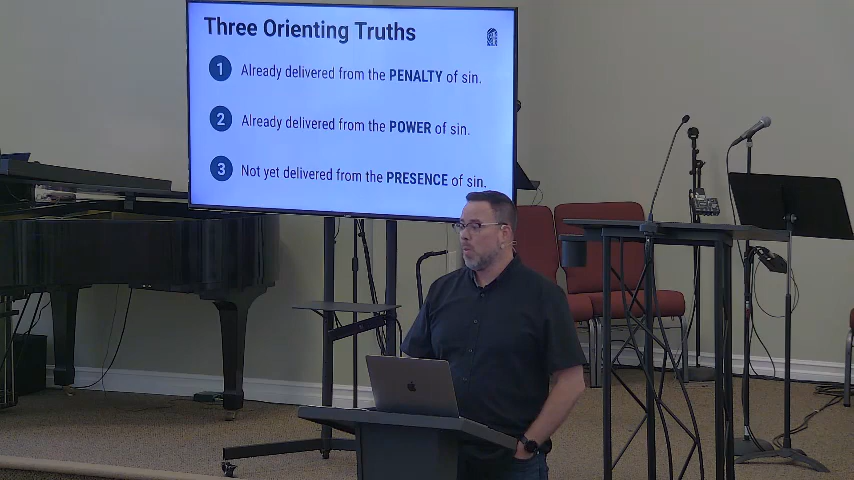 Three Orienting Truths
1 Already delivered from the PENALTY of sin.
2 Already delivered from the POWER of sin.
3 Not yet delivered from the PRESENCE of sin.